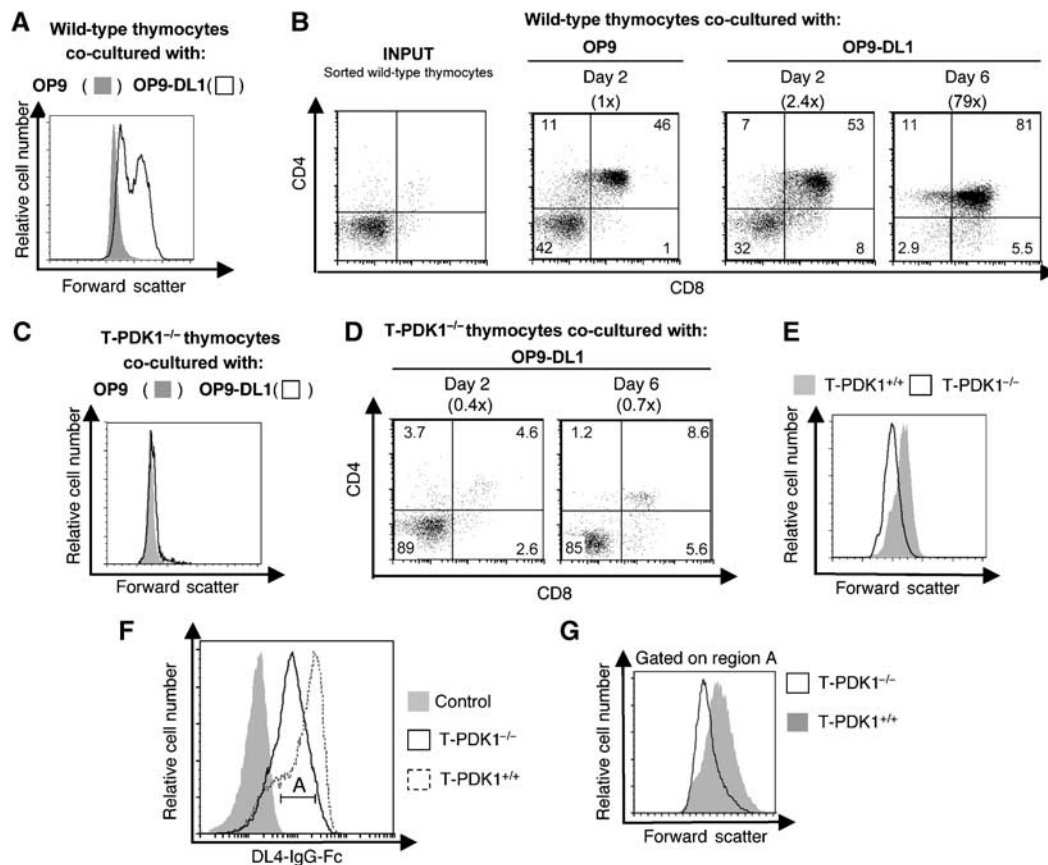 A
Wild-type thymocytes
co-cultured with:
OP9 ( ) OP9-DL1( )
Relative cell number
Forward scatter
B
Wild-type thymocytes co-cultured with:
INPUT
Sorted wild-type thymocytes
OP9
OP9-DL1
Day 2
(1x)
Day 2
(2.4x)
Day 6
(79x)
CD4
11 46
42 1
7 53
32 8
11 81
2.9 5.5
CD8
C
T-PDK1–/– thymocytes
co-cultured with:
OP9 ( ) OP9-DL1( )
Relative cell number
Forward scatter
D
T-PDK1–/– thymocytes co-cultured with:
OP9-DL1
Day 2
(0.4x)
Day 6
(0.7x)
CD4
3.7 4.6
89 2.6
1.2 8.6
85 5.6
CD8
E
T-PDK1+/+ T-PDK1–/–
Relative cell number
Forward scatter
F
Relative cell number
A
DL4-IgG-Fc
Control
T-PDK1–/–
T-PDK1+/+
G
Gated on region A
Relative cell number
Forward scatter
T-PDK1–/–
T-PDK1+/+